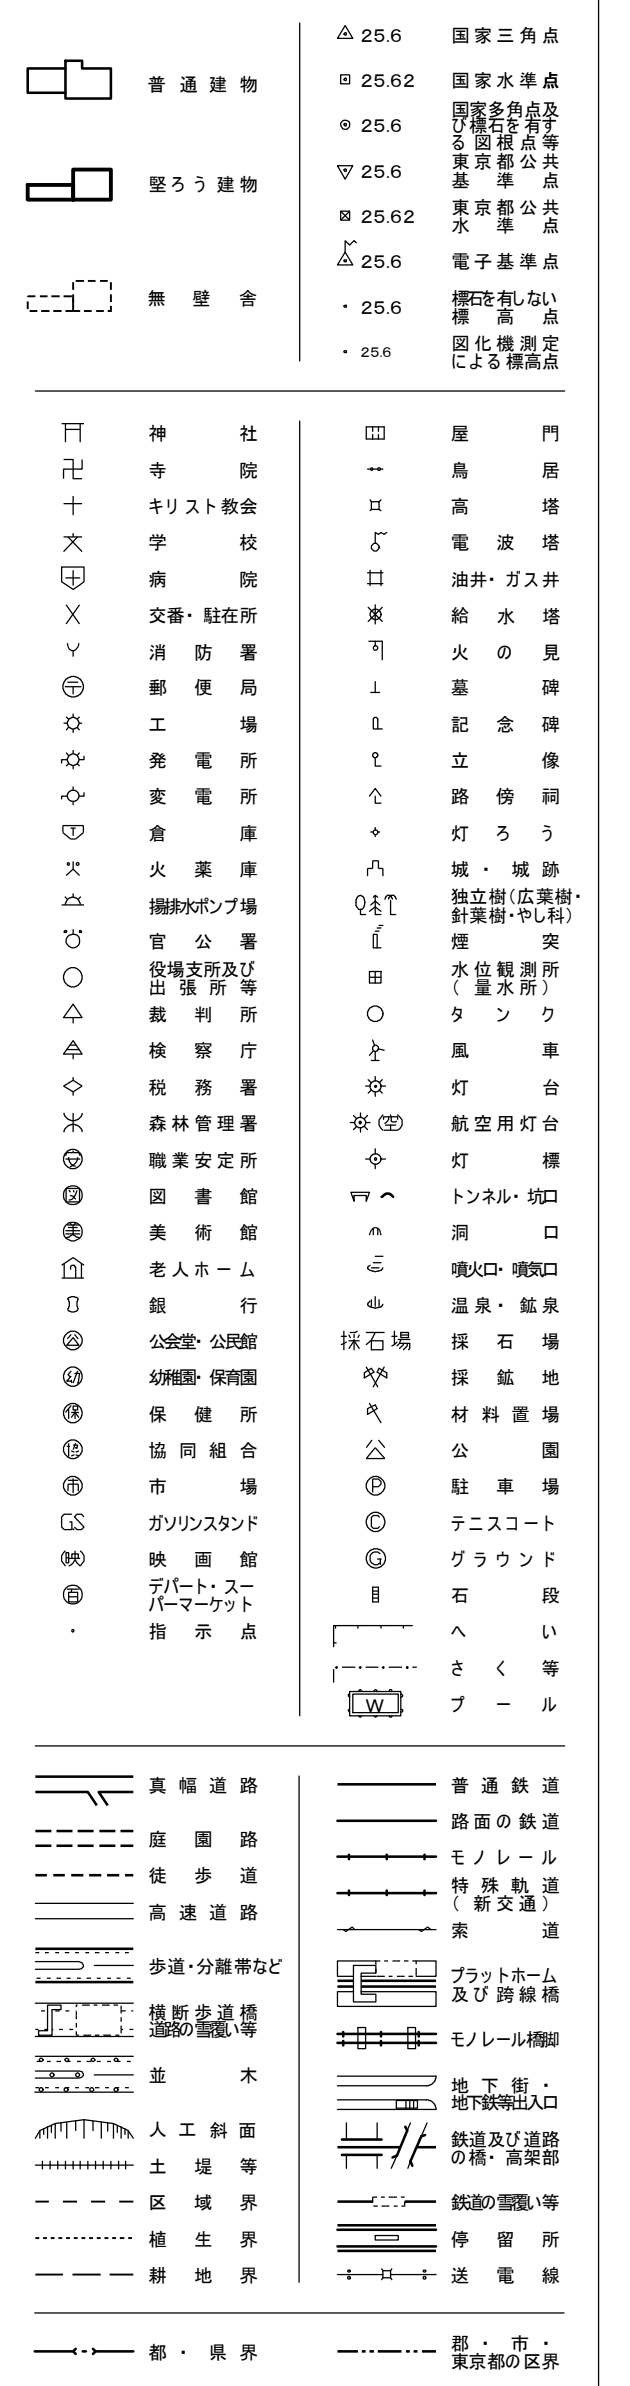 普通建物
堅ろう建物
無壁舎
25.6 国家三角点
25.62 国家水準点
25.6 国家多角点及
び標石を有す
る図根点等
25.6 東京都公共
基準点
25.62 東京都公共
水準点
25.6 電子基準点
25.6 標石を有しない
標高点
25.6 図化機測定
による標高点
神社
寺院
キリスト教会
学校
病院
交番・駐在所
消防署
郵便局
工場
発電所
変電所
倉庫
火薬庫
揚排水ポンプ場
官公署
役場支所及び
出張所等
裁判所
検察庁
税務署
森林管理署
職業安定所
図 図書館
美 美術館
老人ホーム
銀行
公 公会堂・公民館
幼 幼稚園・保育園
保 保健所
協 協同組合
市 市場
GS ガソリンスタンド
(映) 映画館
百 デパート・スー
パーマーケット
指示点
屋門
鳥居
高塔
電波塔
油井・ガス井
給水塔
火の見
墓碑
記念碑
立像
路傍祠
灯ろう
城・城跡
独立樹(広葉樹・
針葉樹・やし科)
煙突
水位観測所
(量水所)
タンク
風車
灯台
(空) 航空用灯台
灯標
トンネル・坑口
洞口
噴火口・噴気口
温泉・鉱泉
採石場 採石場
採鉱地
材料置場
公園
P 駐車場
C テニスコート
G グラウンド
石段
へい
さく等
W プール
真幅道路
庭園路
徒歩道
高速道路
歩道・分離帯など
横断歩道橋
道路の雪覆い等
並木
人工斜面
土堤等
区域界
植生界
耕地界
普通鉄道
路面の鉄道
モノレール
特殊軌道
(新交通)
索道
プラットホーム
及び跨線橋
モノレール橋脚
地下街・
地下鉄等出入口
鉄道及び道路
の橋・高架部
鉄道の雪覆い等
停留所
送電線
都・県界
郡・市・
東京都の区界